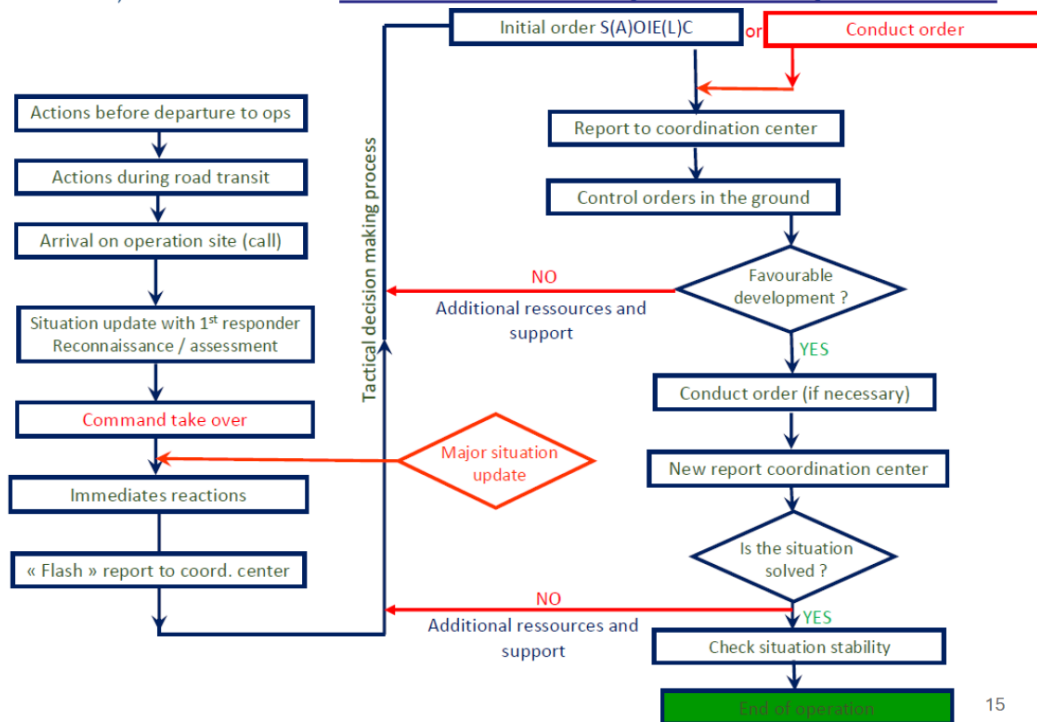 Initial order S(A)OIE(L)C
or
Conduct order
Actions before departure to ops
Actions during road transit
Arrival on operation site (call)
Situation update with 1st responder
Reconnaissance / assessment
Command take over
Immediates reactions
« Flash » report to coord. center
Tactical decision making process
Major situation
update
Report to coordination center
Control orders in the ground
Favourable
development ?
NO
Additional ressources and
support
YES
Conduct order (if necessary)
New report coordination center
Is the situation
solved ?
NO
Additional ressources and
support
YES
Check situation stability
End of operation
15